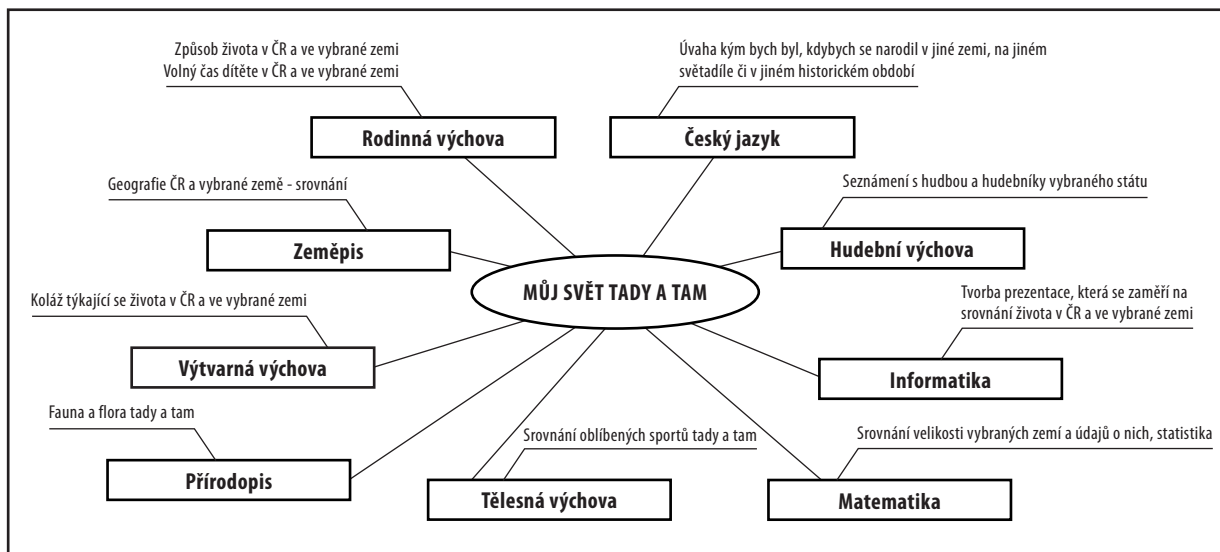 Způsob života v ČR a ve vybrané zemi
Volný čas dítěte v ČR a ve vybrané zemi
Rodinná výchova
Úvaha kým bych byl, kdybych se narodil v jiné zemi, na jiném
světadíle či v jiném historickém období
Český jazyk
Geografie ČR a vybrané země - srovnání
Zeměpis
Seznámení s hudbou a hudebníky vybraného státu
Hudební výchova
MŮJ SVĚT TADY A TAM
Koláž týkající se života v ČR a ve vybrané zemi
Výtvarná výchova
Tvorba prezentace, která se zaměří na
srovnání života v ČR a ve vybrané zemi
Informatika
Fauna a flora tady a tam
Přírodopis
Srovnání oblíbených sportů tady a tam
Tělesná výchova
Srovnání velikosti vybraných zemí a údajů o nich, statistika
Matematika